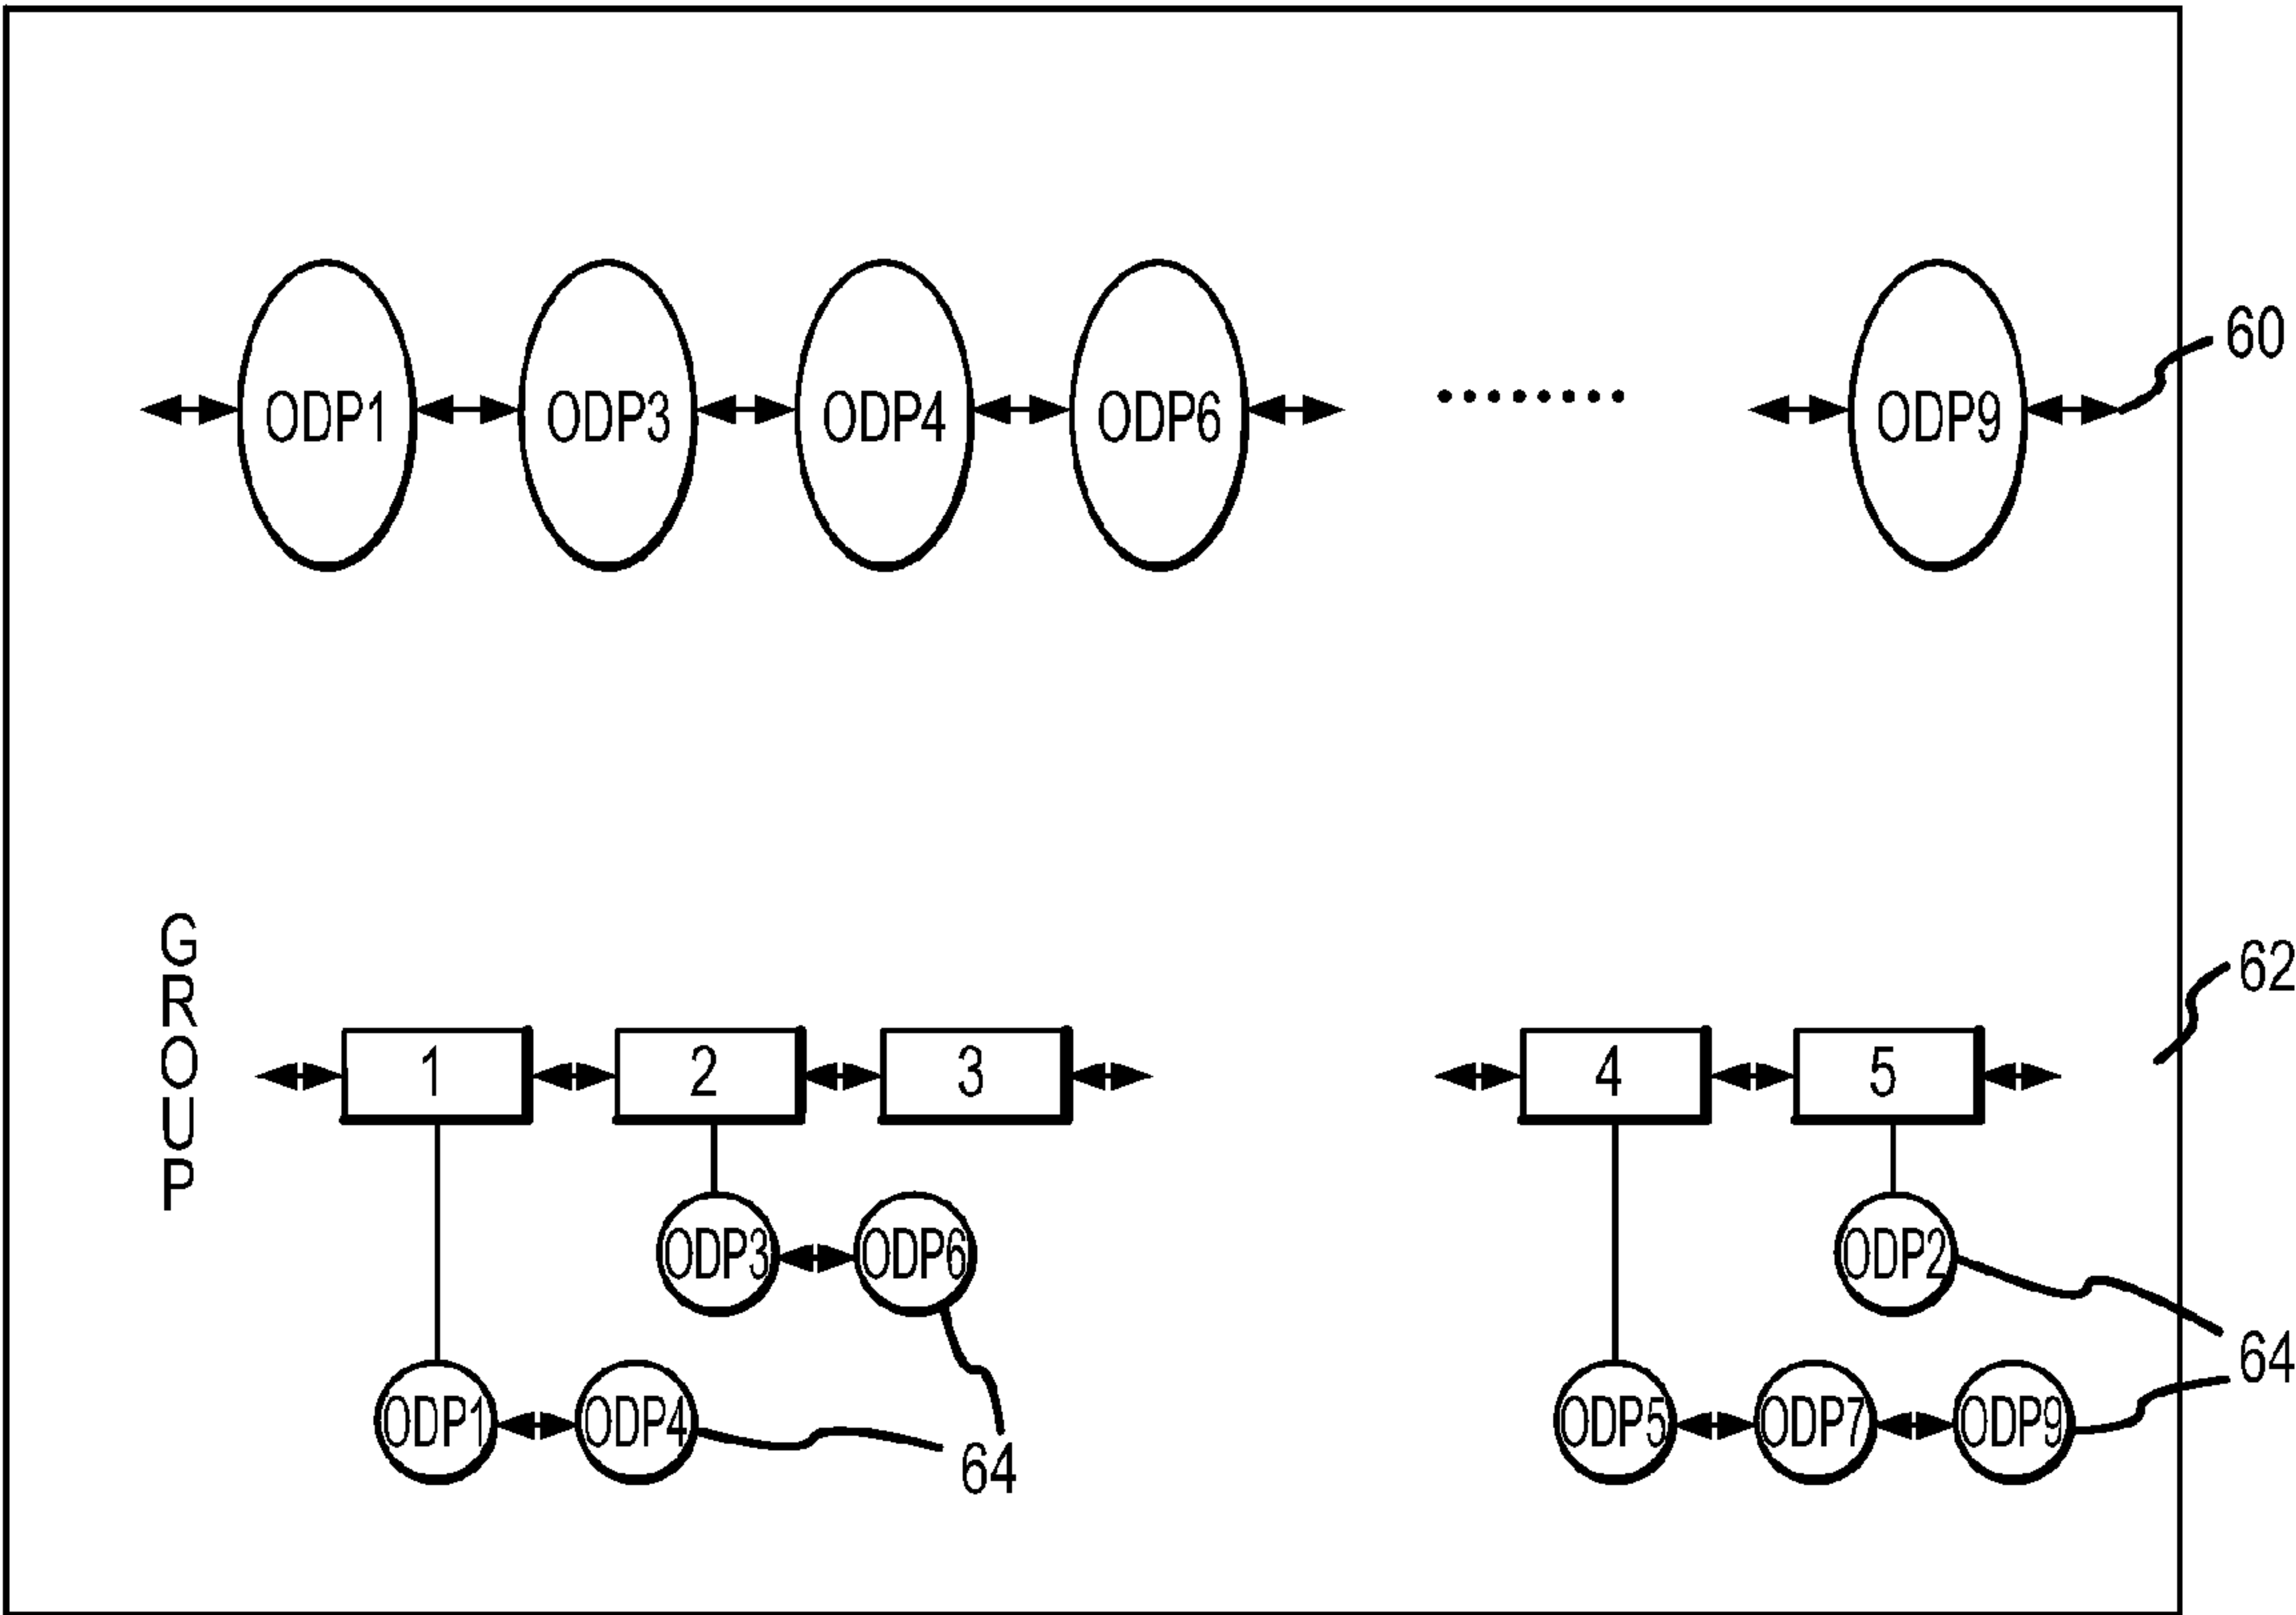 ODP1 ODP3 ODP4 ODP6 ........ ODP9
60
GROUP
62
1 2 3 4 5
ODP3 ODP6 ODP2
64
ODP1 ODP4 ODP5 ODP7 ODP9
64